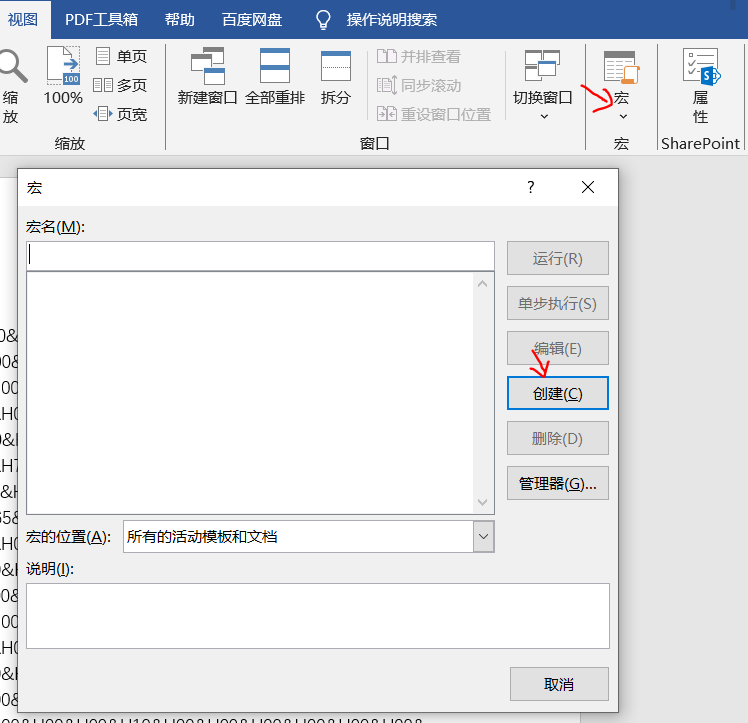 视图 PDF工具箱 帮助 百度网盘 操作说明搜索
缩放 100% 单页 多页 页宽
缩放
新建窗口 全部重排 拆分 并排查看 同步滚动 重设窗口位置 切换窗口
窗口
宏
宏
属性
SharePoint
宏 ?
宏名(M):
运行(R)
单步执行(S)
编辑(E)
创建(C)
删除(D)
管理器(G)...
宏的位置(A): 所有的活动模板和文档
说明(I):
取消